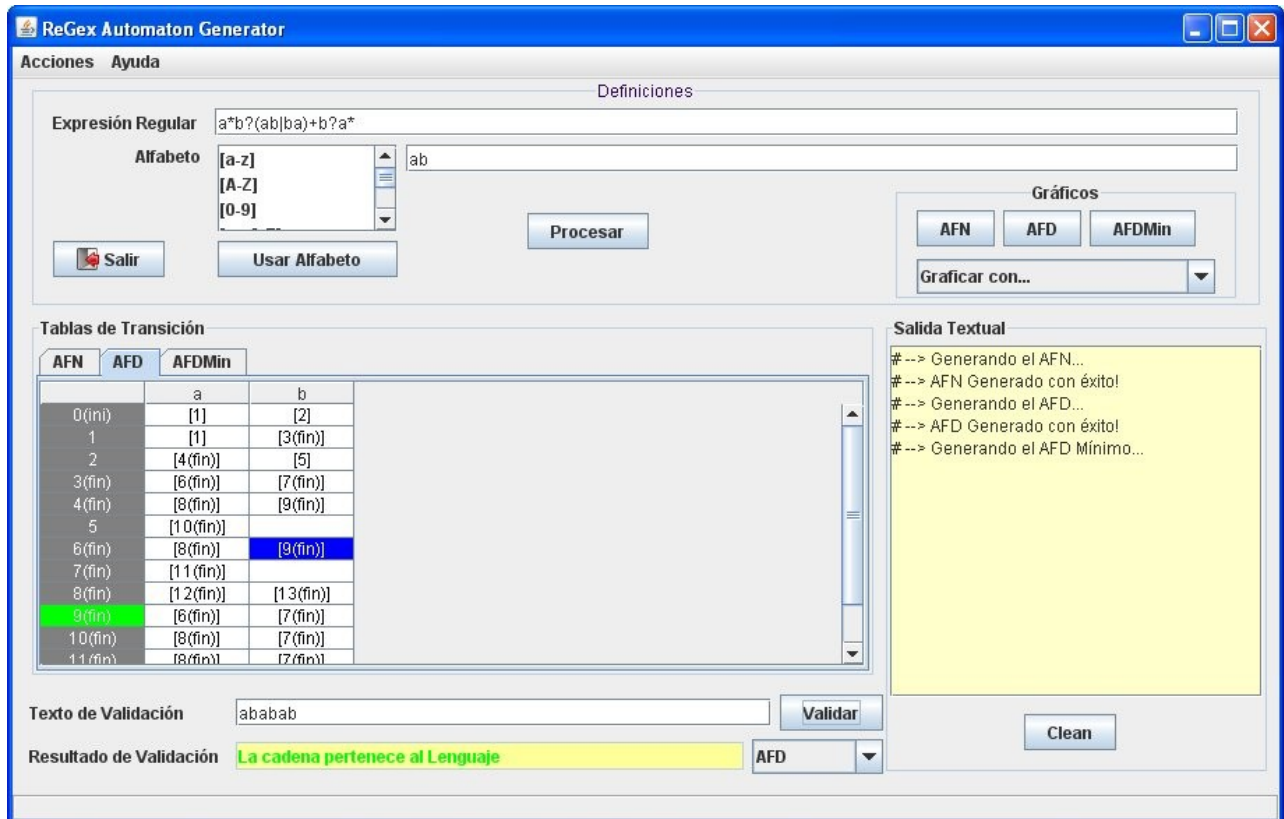 ReGex Automaton Generator
Acciones Ayuda
Definiciones
Expresión Regular a*b?(ab|ba)+b?a*
Alfabeto [a-z] ab
[A-Z]
[0-9]
Gráficos
Procesar AFN AFD AFDMin
Salir Usar Alfabeto
Graficar con...
Tablas de Transición Salida Textual
AFN AFD AFDMin
# --> Generando el AFN...
# --> AFN Generado con éxito!
# --> Generando el AFD...
# --> AFD Generado con éxito!
# --> Generando el AFD Mínimo...
a b
0(ini) [1] [2]
1 [1] [3(fin)]
2 [4(fin)] [5]
3(fin) [6(fin)] [7(fin)]
4(fin) [8(fin)] [9(fin)]
5 [10(fin)]
6(fin) [8(fin)] [9(fin)]
7(fin) [11(fin)]
8(fin) [12(fin)] [13(fin)]
9(fin) [6(fin)] [7(fin)]
10(fin) [8(fin)] [7(fin)]
11(fin) [8(fin)] [7(fin)]
Texto de Validación ababab Validar
Clean
Resultado de Validación La cadena pertenece al Lenguaje AFD